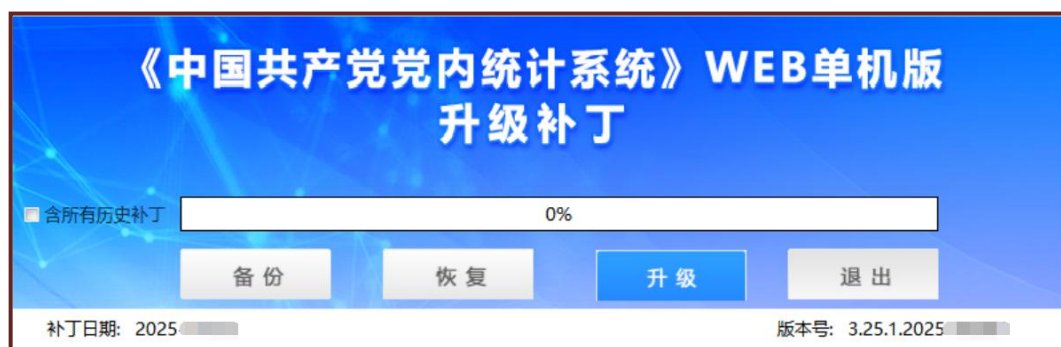 《中国共产党党内统计系统》WEB单机版
升级补丁
含所有历史补丁 0%
备份 恢复 升级 退出
补丁日期: 2025 版本号: 3.25.1.2025